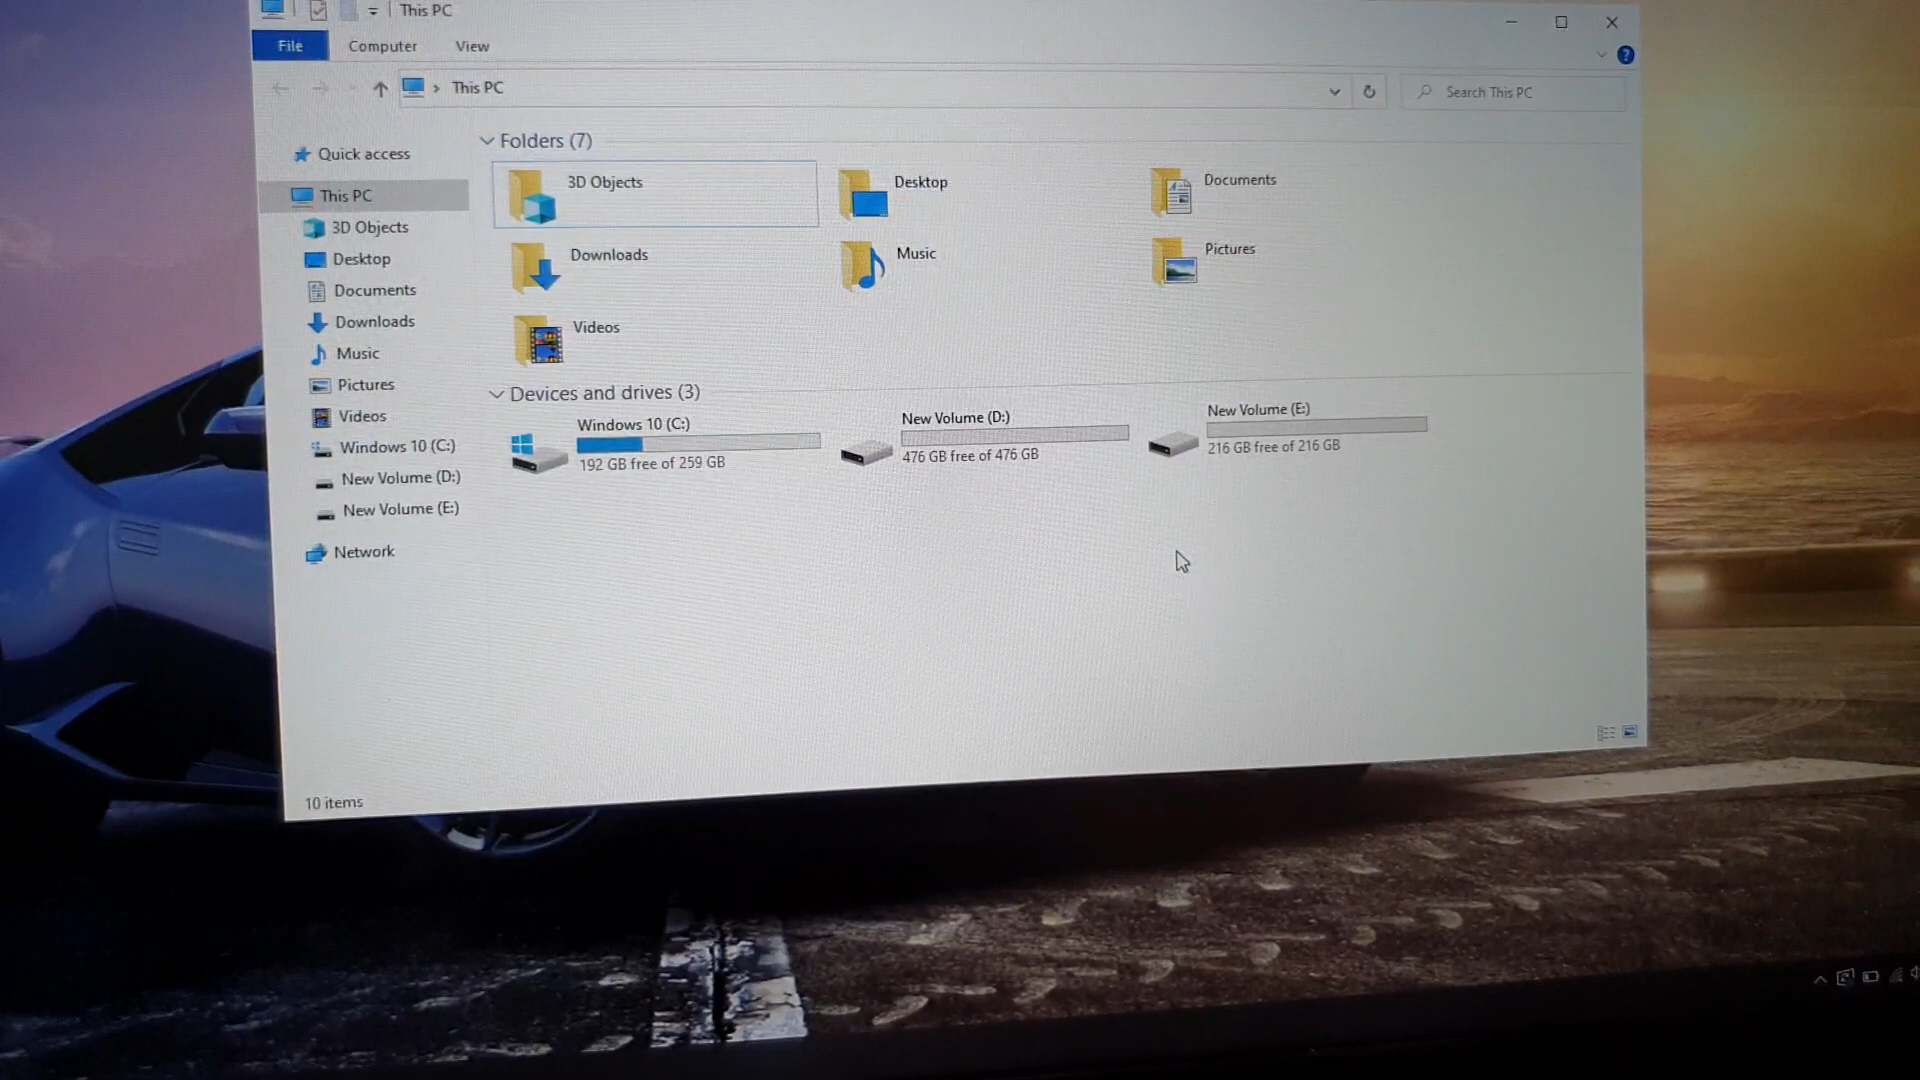 This PC
File
Computer
View
This PC
Search This PC
Quick access
This PC
3D Objects
Desktop
Documents
Downloads
Music
Pictures
Videos
Windows 10 (C:)
New Volume (D:)
New Volume (E:)
Network
Folders (7)
3D Objects
Desktop
Documents
Downloads
Music
Pictures
Videos
Devices and drives (3)
Windows 10 (C:)
192 GB free of 259 GB
New Volume (D:)
476 GB free of 476 GB
New Volume (E:)
216 GB free of 216 GB
10 items